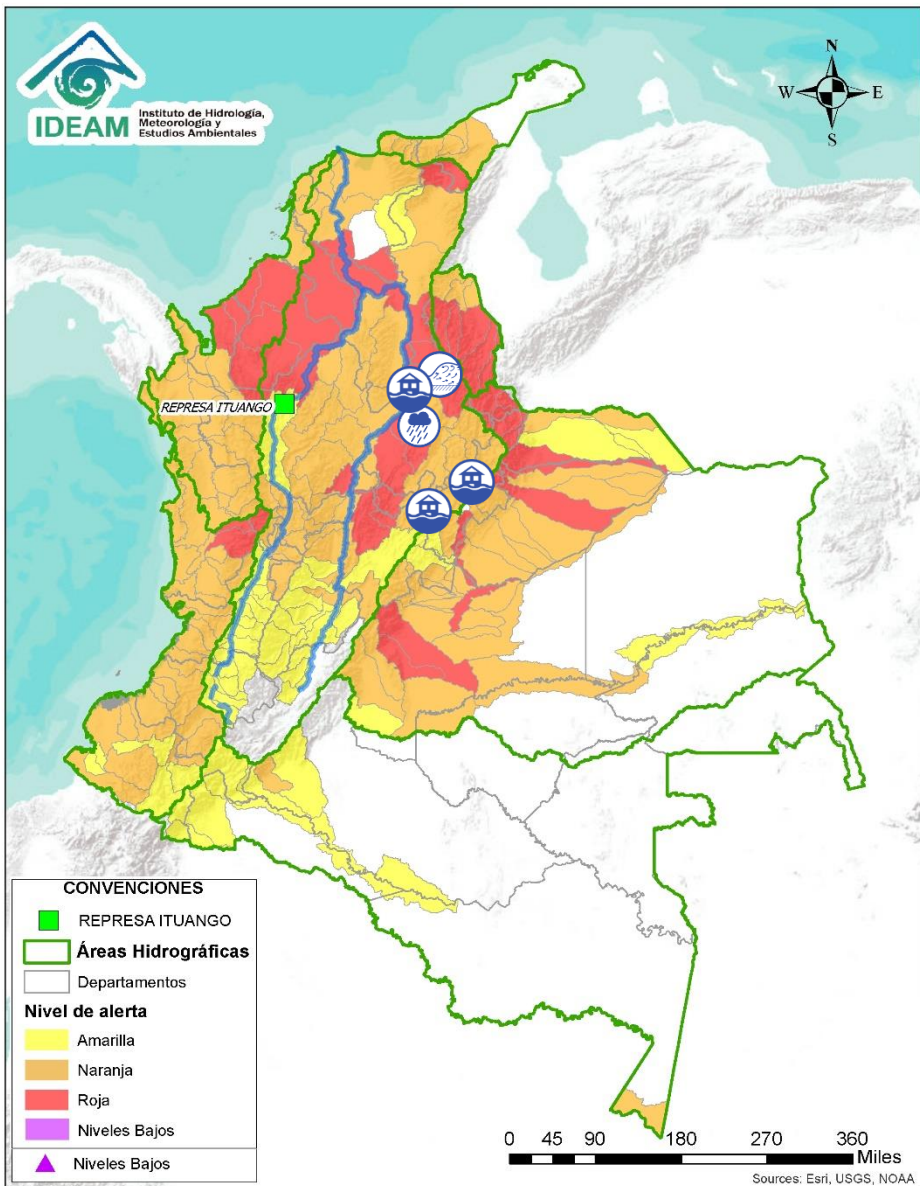 IDEAM
Instituto de Hidrología,
Meteorología y
Estudios Ambientales
N
W
E
S
REPRESA ITUANGO
CONVENCIONES
REPRESA ITUANGO
Áreas Hidrográficas
Departamentos
Nivel de alerta
Amarilla
Naranja
Roja
Niveles Bajos
Niveles Bajos
0 45 90 180 270 360
Miles
Sources: Esri, USGS, NOAA